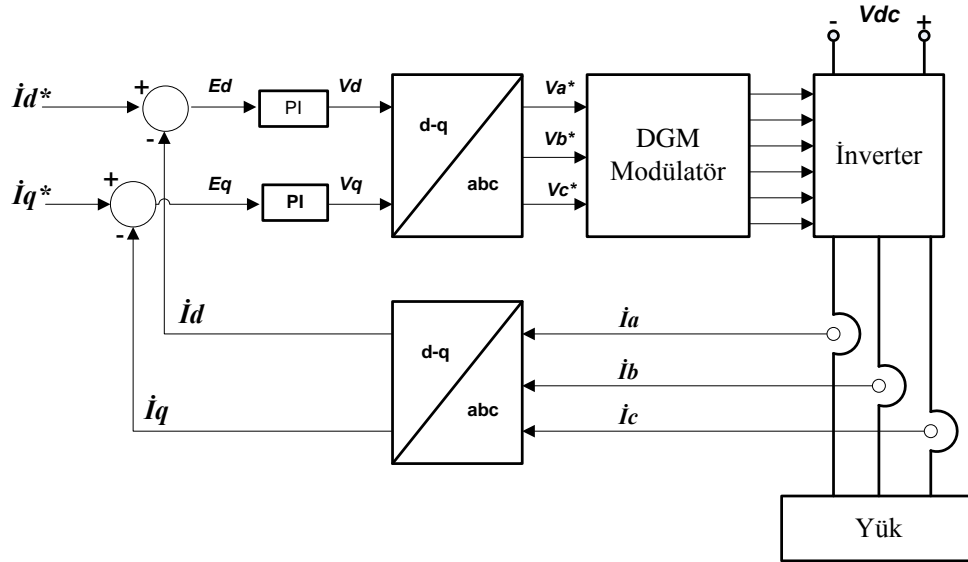 - Vdc +
+
İd*
Ed
PI
Vd
d-q
abc
Va*
Vb*
Vc*
DGM
Modülatör
İnverter
-
+
İq*
Eq
PI
Vq
-
İd
İq
d-q
abc
İa
İb
İc
Yük